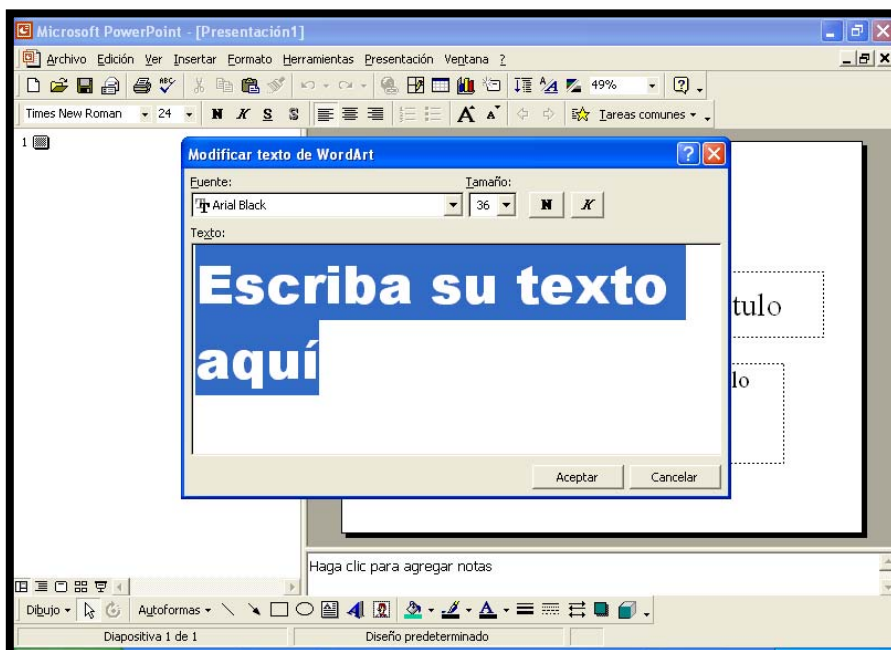 Microsoft PowerPoint - [Presentación1]
Archivo Edición Ver Insertar Formato Herramientas Presentación Ventana ?
49%
Times New Roman 24 N K S S Tareas comunes
1
Modificar texto de WordArt
Fuente: Tamaño:
Arial Black 36 N K
Texto:
Escriba su texto
aquí
tulo
lo
Aceptar Cancelar
Haga clic para agregar notas
Dibujo Autoformas
Diapositiva 1 de 1 Diseño predeterminado